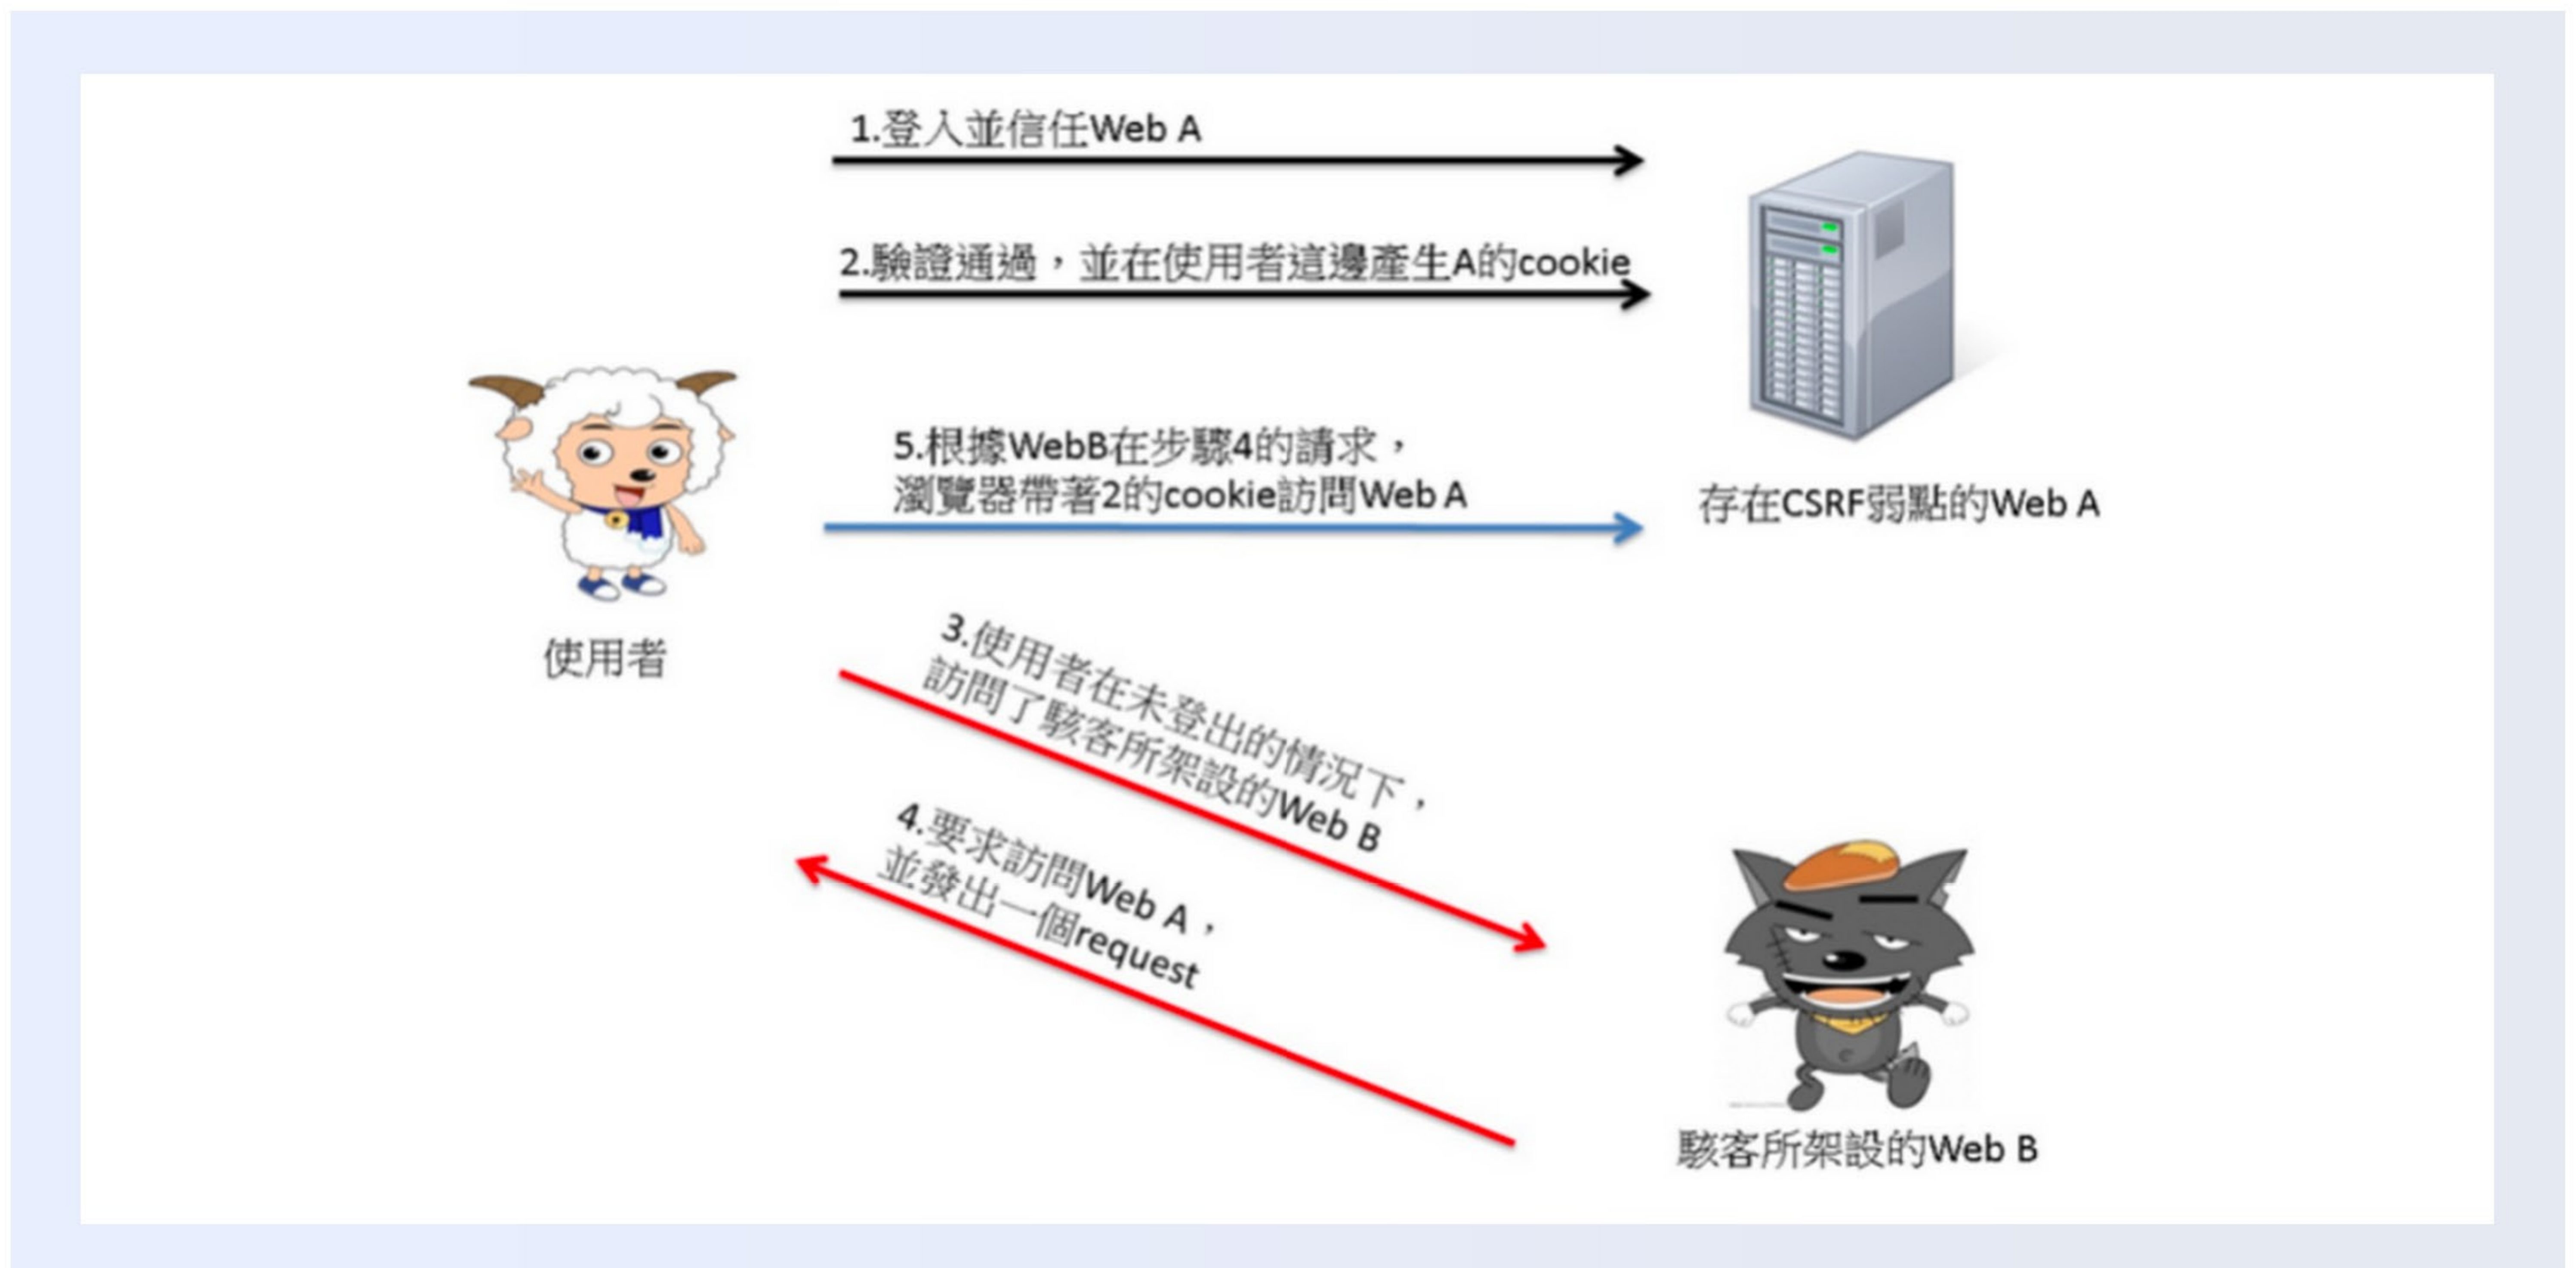 1.登入並信任Web A
2.驗證通過，並在使用者這邊產生A的cookie
5.根據WebB在步驟4的請求，
瀏覽器帶著2的cookie訪問Web A
存在CSRF弱點的Web A
使用者
3.使用者在未登出的情況下，
訪問了駭客所架設的Web B
4.要求訪問Web A，
並發出一個request
駭客所架設的Web B